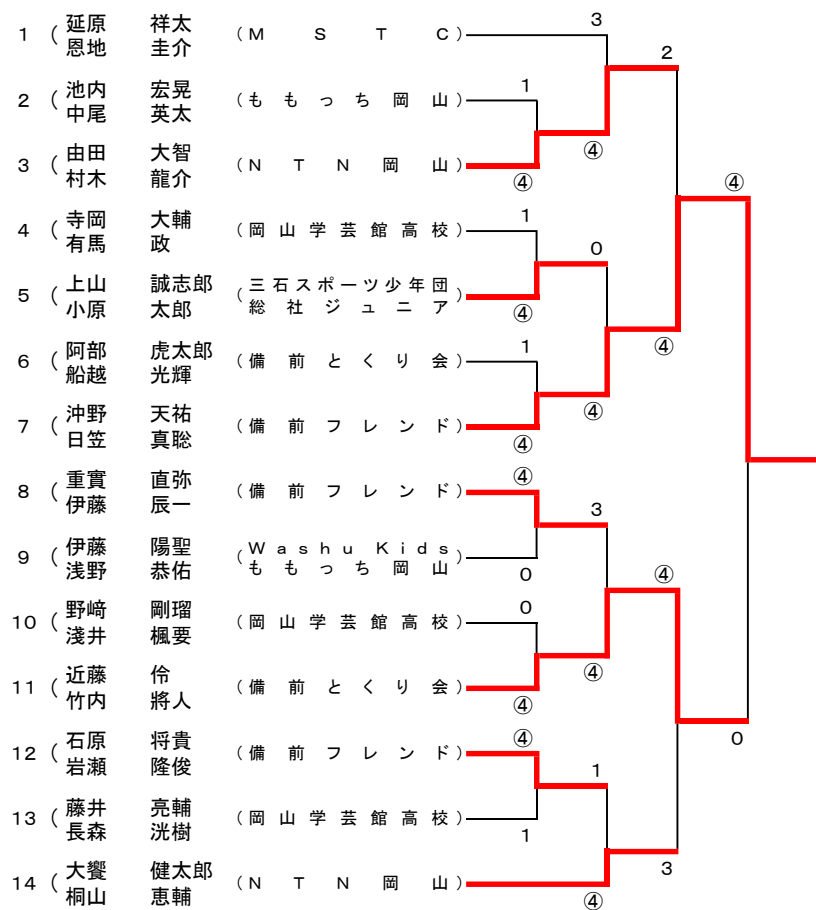 延原 祥太
1 ( (MSTC) 3
恩地 圭介
2
池内 宏晃 1
2 ( (ももっち岡山)
中尾 英太
④
由田 大智
3 ( (NTN岡山)
村木 龍介 ④
④
寺岡 大輔 1
4 ( (岡山学芸館高校)
有馬 政
0
上山 誠志郎 三石スポーツ少年団
5 ( (
小原 太郎 総社ジュニア ④
④
阿部 虎太郎 1
6 ( (備前とくり会)
船越 光輝
④
沖野 天祐
7 ( (備前フレンド)
日笠 真聡 ④
重實 直弥 ④
8 ( (備前フレンド)
伊藤 辰一
3
伊藤 陽聖 Washu Kids
9 ( (
浅野 恭佑 ももっち岡山 0
④
野﨑 剛瑠 0
10 ( (岡山学芸館高校)
淺井 楓要
④
近藤 伶
11 ( (備前とくり会)
竹内 將人 ④
石原 将貴 ④
12 ( (備前フレンド) 0
岩瀬 隆俊
1
藤井 亮輔
13 ( (岡山学芸館高校)
長森 洸樹 1
大饗 健太郎 3
14 ( (NTN岡山)
桐山 恵輔 ④